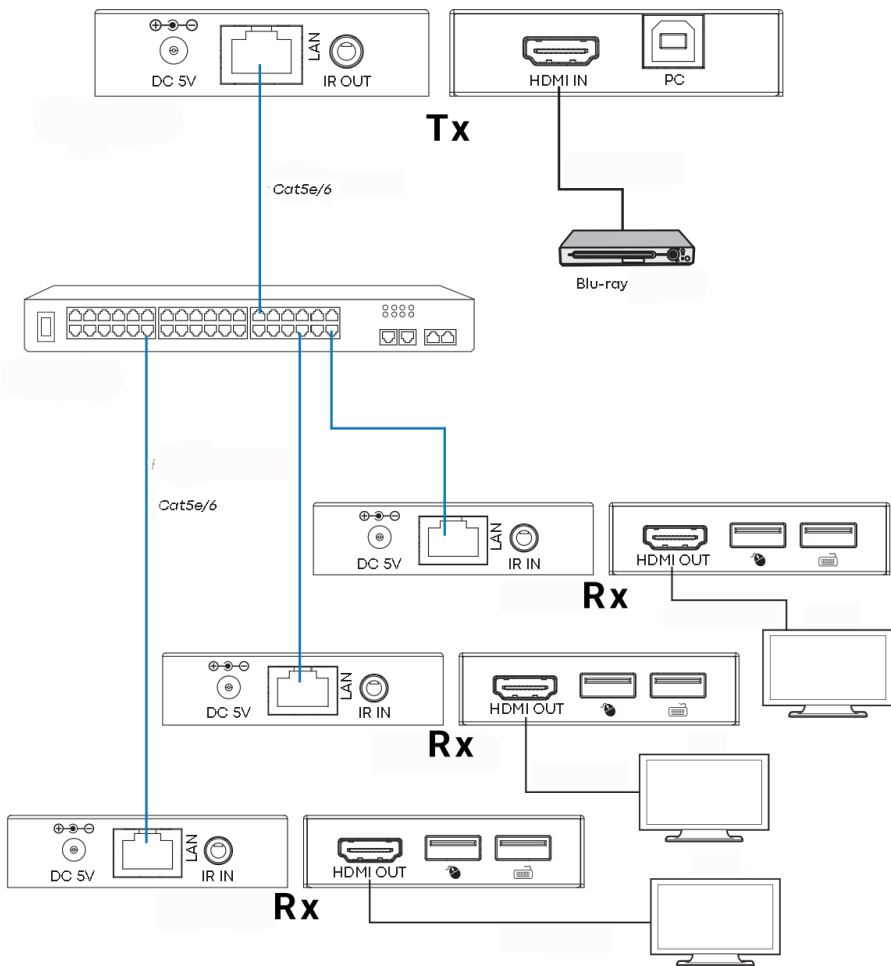 DC 5V
LAN
IR OUT
HDMI IN
PC
Tx
Cat5e/6
Blu-ray
Cat5e/6
DC 5V
LAN
IR IN
HDMI OUT
Rx
DC 5V
LAN
IR IN
HDMI OUT
Rx
DC 5V
LAN
IR IN
HDMI OUT
Rx